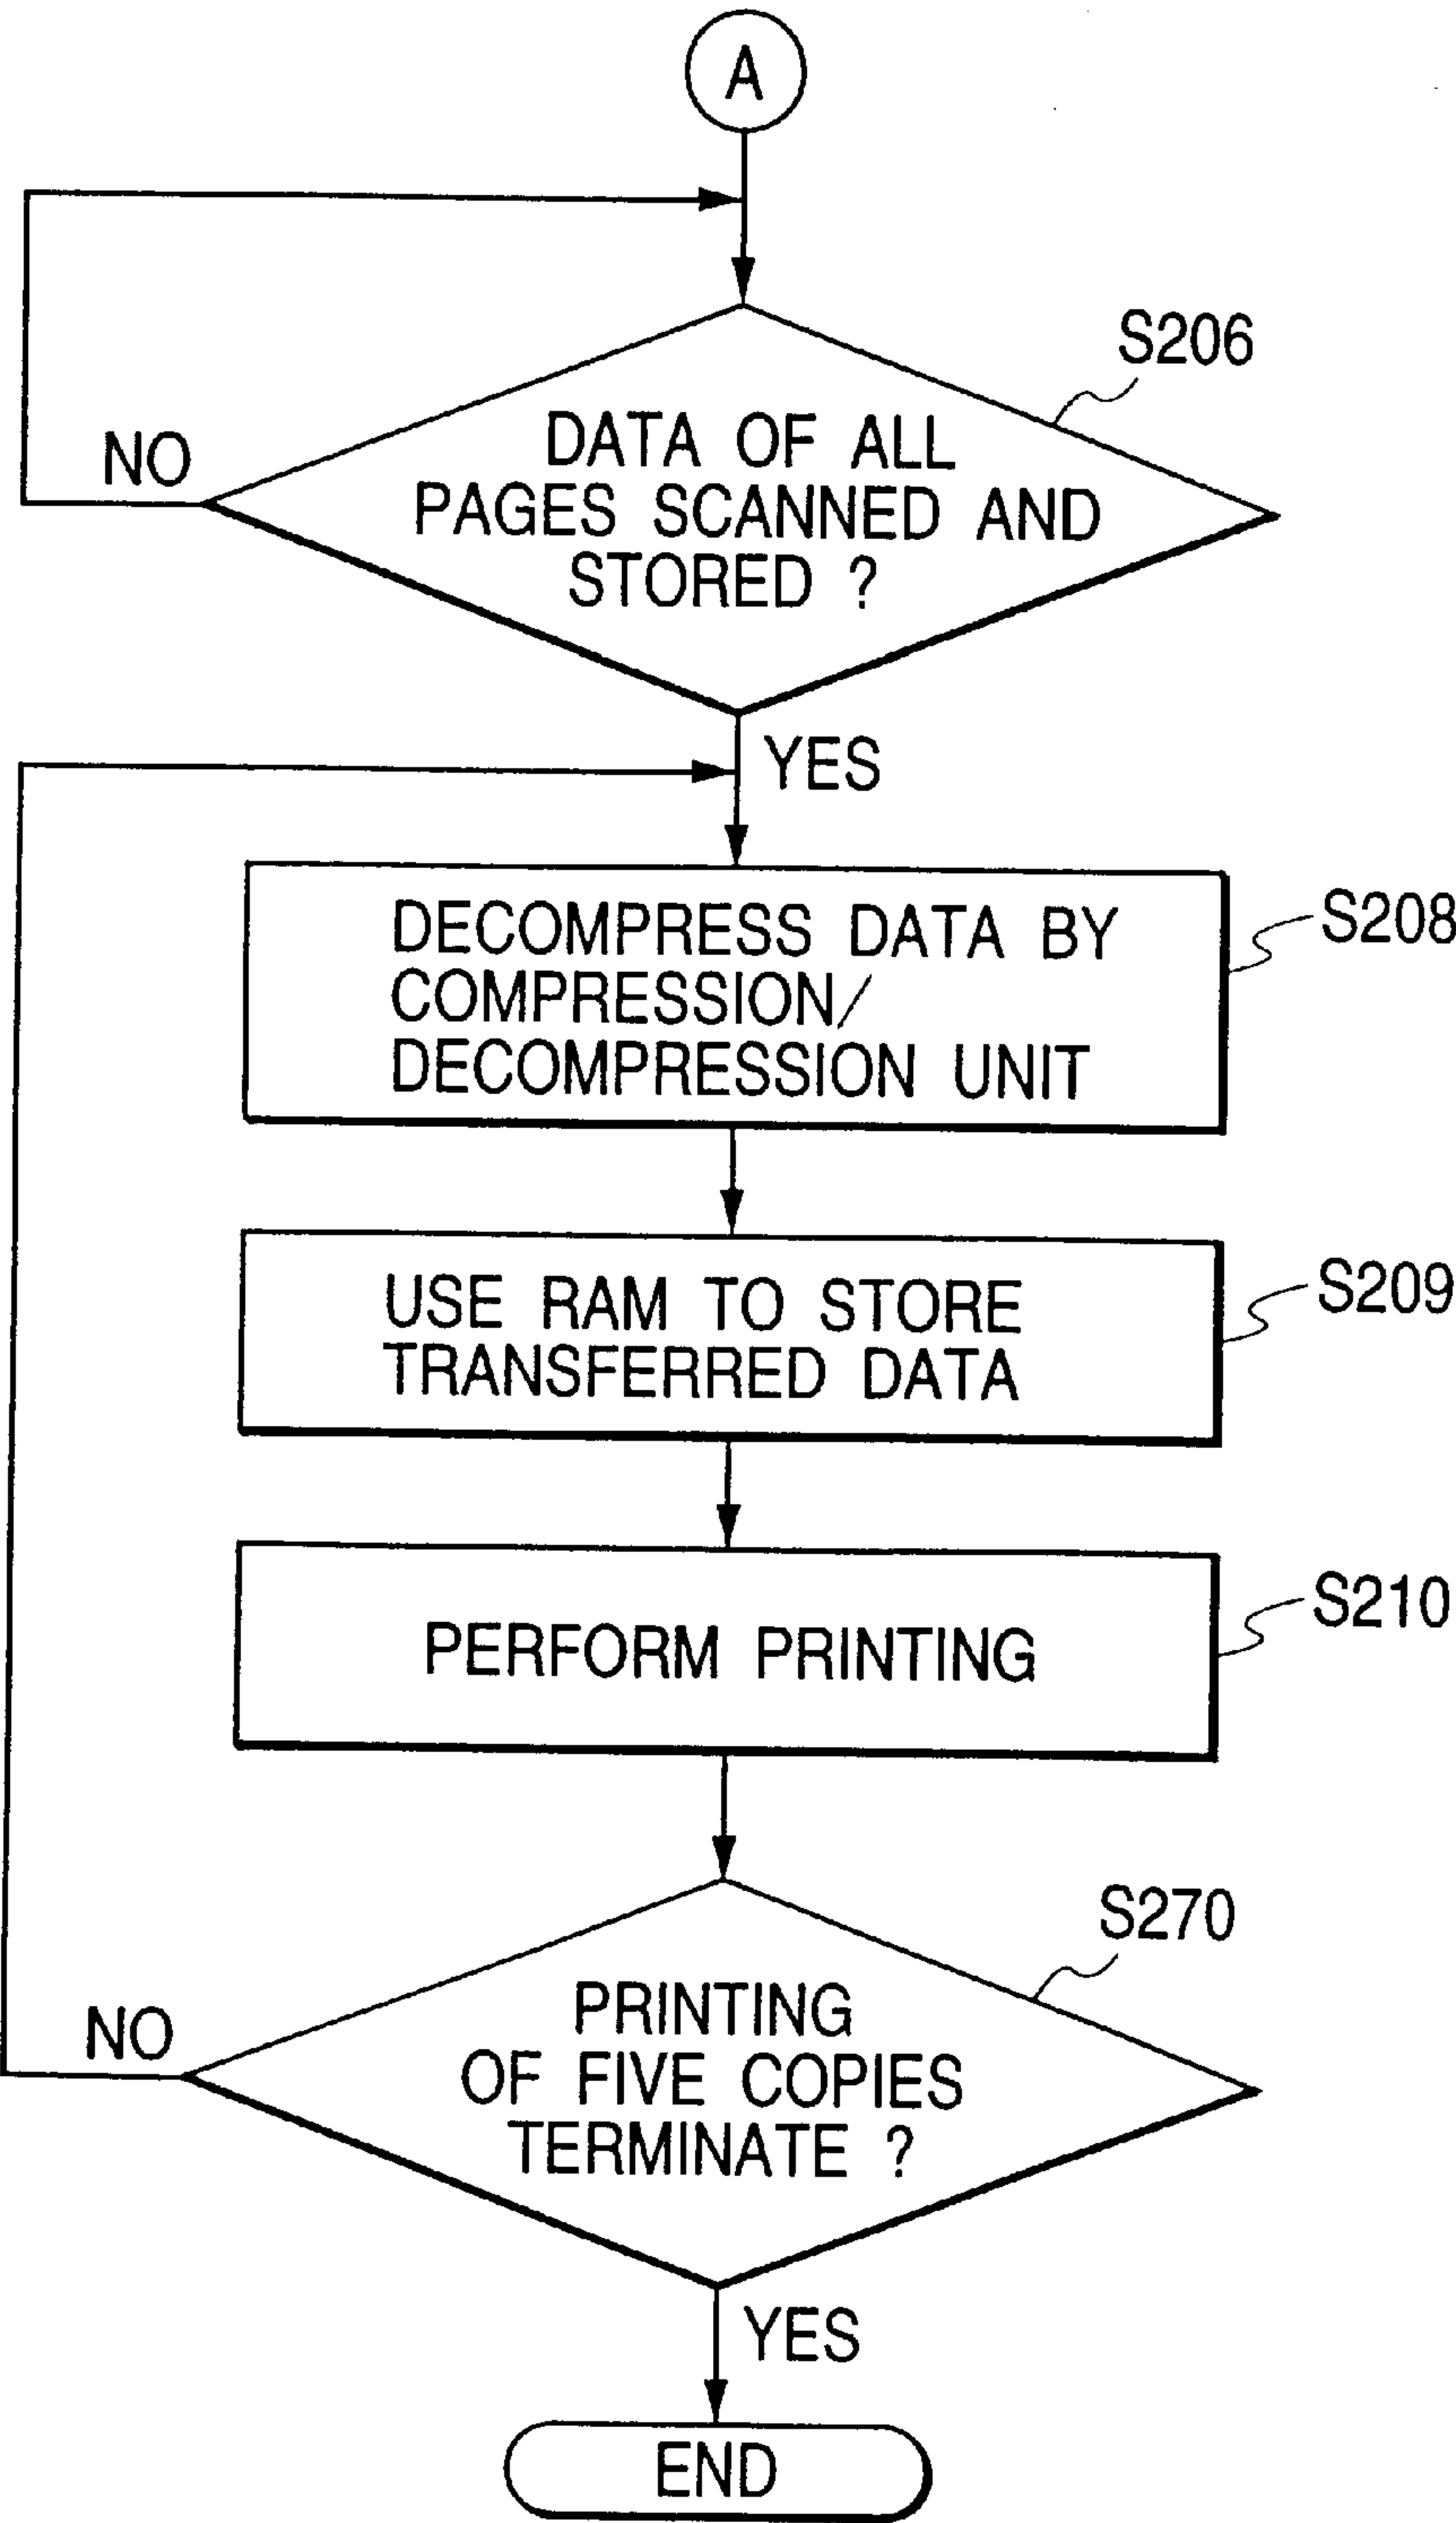 A
S206
DATA OF ALL
PAGES SCANNED AND
STORED ?
NO
YES
S208
DECOMPRESS DATA BY
COMPRESSION/
DECOMPRESSION UNIT
S209
USE RAM TO STORE
TRANSFERRED DATA
S210
PERFORM PRINTING
S270
PRINTING
OF FIVE COPIES
TERMINATE ?
NO
YES
END